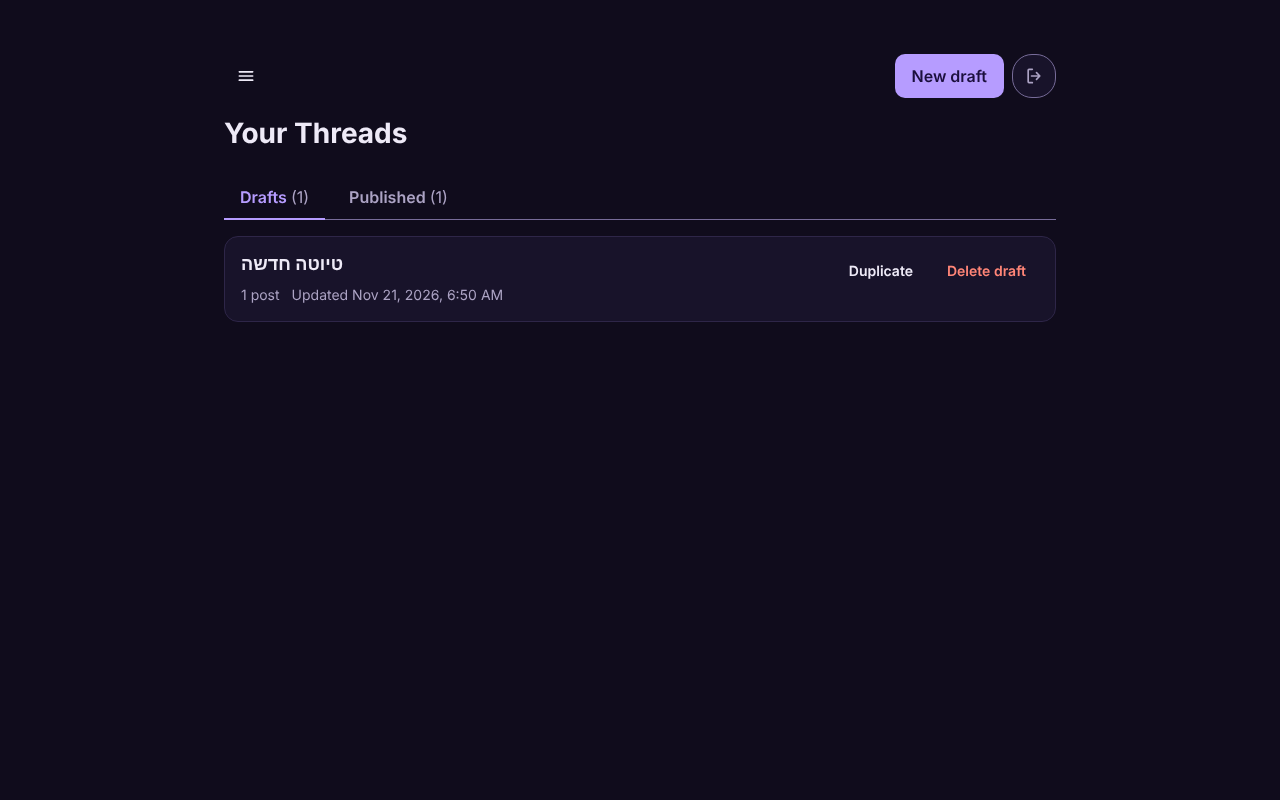 New draft
Your Threads
Drafts (1) Published (1)
טיוטה חדשה
Duplicate Delete draft
1 post Updated Nov 21, 2026, 6:50 AM